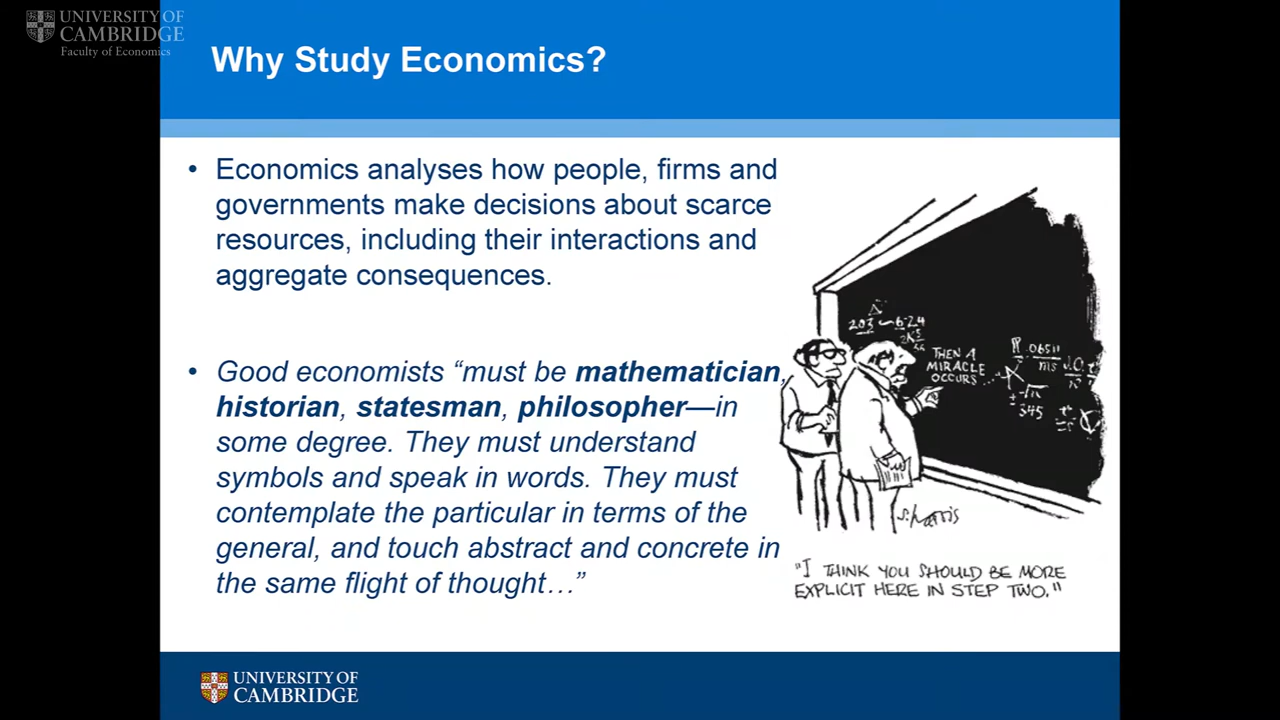 UNIVERSITY OF
CAMBRIDGE
Faculty of Economics
Why Study Economics?
• Economics analyses how people, firms and
governments make decisions about scarce
resources, including their interactions and
aggregate consequences.
• Good economists “must be mathematician,
historian, statesman, philosopher—in
some degree. They must understand
symbols and speak in words. They must
contemplate the particular in terms of the
general, and touch abstract and concrete in
the same flight of thought…”
THEN A
MIRACLE
OCCURS
S. Harris
"I THINK YOU SHOULD BE MORE
EXPLICIT HERE IN STEP TWO."
UNIVERSITY OF
CAMBRIDGE